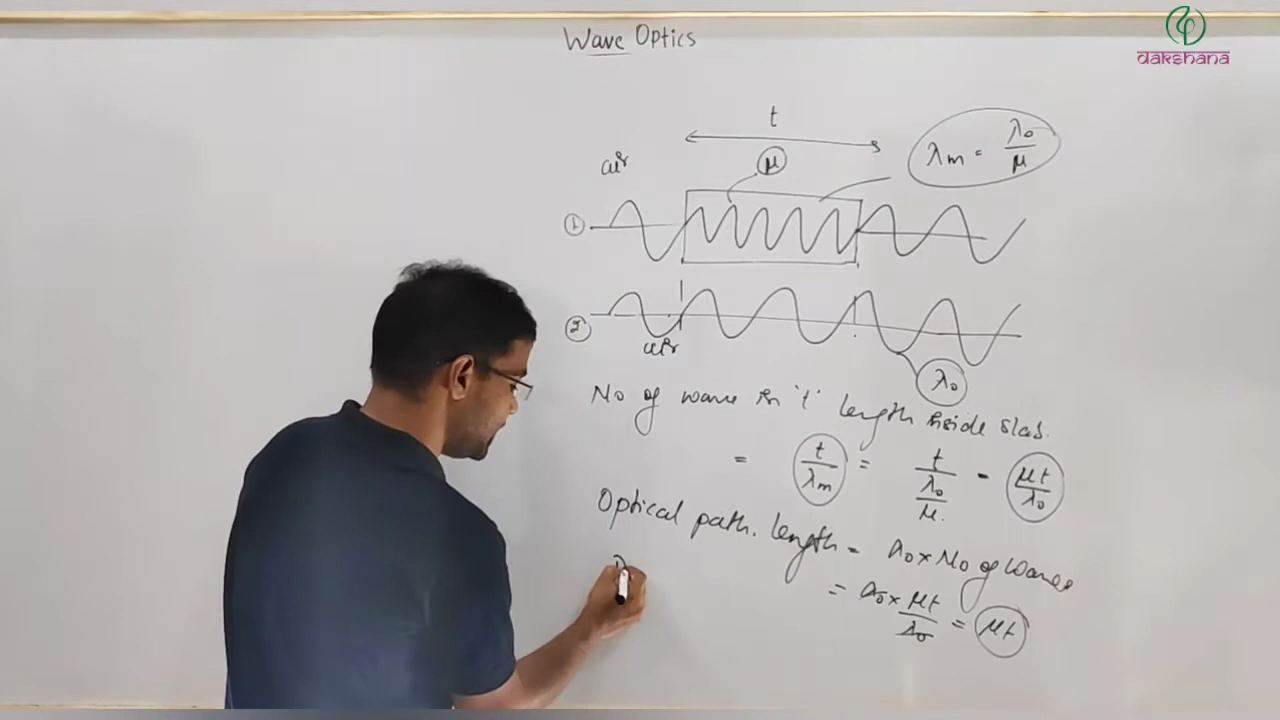 Wave Optics
dakshana
t
air
μ
λm = λ0/μ
1
2
air
λ0
No of wave in 't' length inside slab.
= t/λm = t/(λ0/μ) = μt/λ0
Optical path. length = λ0 × No of waves
= λ0 × μt/λ0 = μt